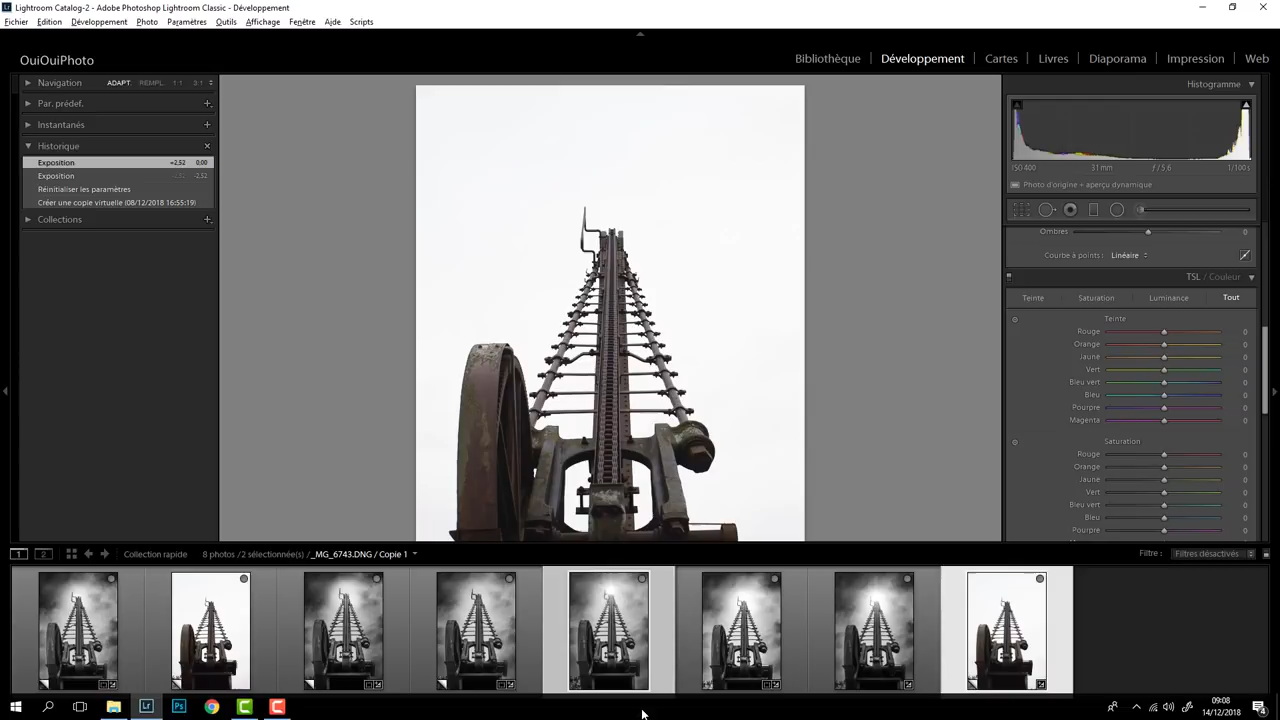 Lightroom Catalog-2 - Adobe Photoshop Lightroom Classic - Développement
Fichier Edition Développement Photo Paramètres Outils Affichage Fenêtre Aide Scripts
OuiOuiPhoto
Bibliothèque | Développement | Cartes | Livres | Diaporama | Impression | Web
Navigation ADAPT. REMPL. 1:1 3:1
Histogramme
Par. prédef.
Instantanés
Historique
Exposition +2,52 0,00
Exposition -2,52 -2,52
Réinitialiser les paramètres
Créer une copie virtuelle (08/12/2018 16:55:19)
Collections
ISO 400 31 mm ƒ / 5,6 1/100s
Photo d'origine + aperçu dynamique
Ombres 0
Courbe à points : Linéaire
TSL / Couleur
Teinte Saturation Luminance Tout
Teinte
Rouge 0
Orange 0
Jaune 0
Vert 0
Bleu vert 0
Bleu 0
Pourpre 0
Magenta 0
Saturation
Rouge 0
Orange 0
Jaune 0
Vert 0
Bleu vert 0
Bleu 0
Pourpre 0
1 2 Collection rapide 8 photos /2 sélectionnée(s) /_MG_6743.DNG / Copie 1
Filtre : Filtres désactivés
Lr Ps
09:08
14/12/2018
4